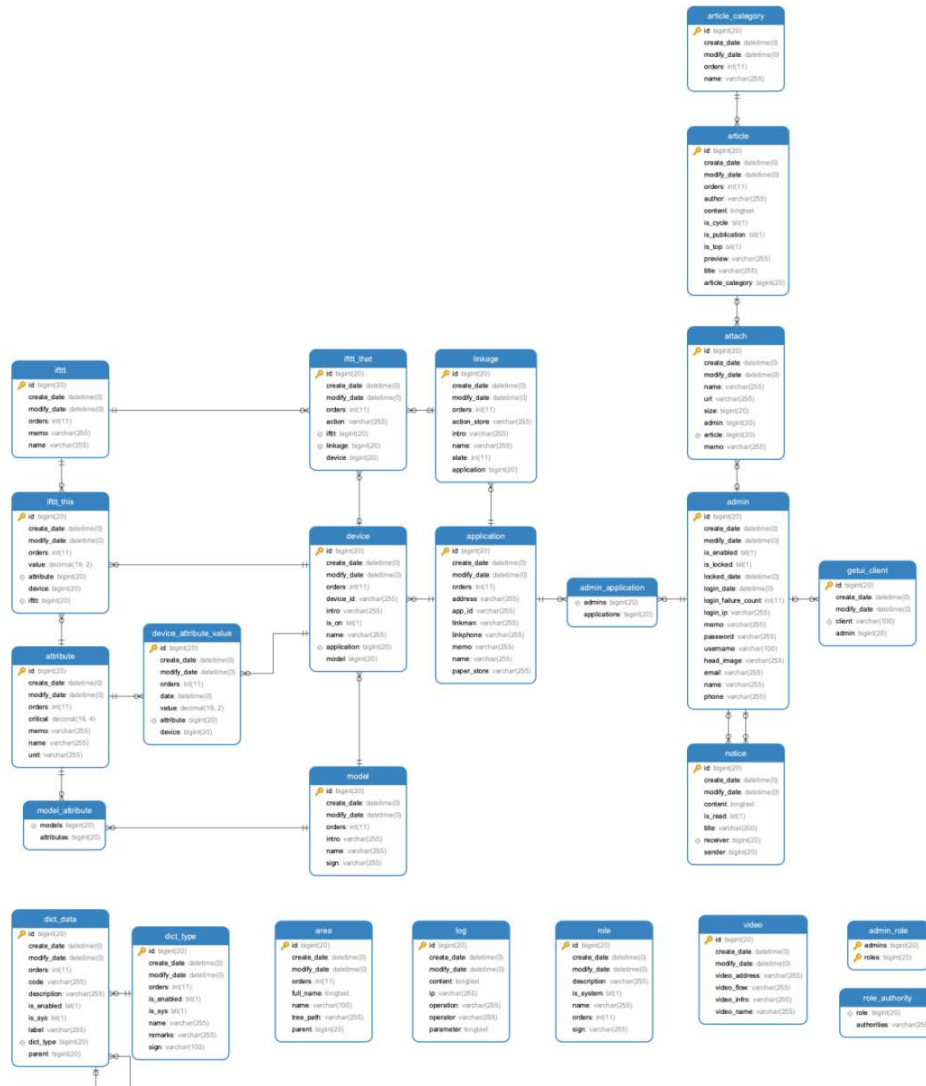 article_category
id: bigint(20)
create_date: datetime(0)
modify_date: datetime(0)
orders: int(11)
name: varchar(255)
article
id: bigint(20)
create_date: datetime(0)
modify_date: datetime(0)
orders: int(11)
author: varchar(255)
content: longtext
is_cycle: bit(1)
is_publication: bit(1)
is_top: bit(1)
preview: varchar(255)
title: varchar(255)
article_category: bigint(20)
attach
id: bigint(20)
create_date: datetime(0)
modify_date: datetime(0)
name: varchar(255)
url: varchar(255)
size: bigint(20)
admin: bigint(20)
article: bigint(20)
memo: varchar(255)
ifttt
id: bigint(20)
create_date: datetime(0)
modify_date: datetime(0)
orders: int(11)
memo: varchar(255)
name: varchar(255)
ifttt_that
id: bigint(20)
create_date: datetime(0)
modify_date: datetime(0)
orders: int(11)
action: varchar(255)
ifttt: bigint(20)
linkage: bigint(20)
device: bigint(20)
linkage
id: bigint(20)
create_date: datetime(0)
modify_date: datetime(0)
orders: int(11)
action_store: varchar(255)
intro: varchar(255)
name: varchar(255)
state: int(11)
application: bigint(20)
ifttt_this
id: bigint(20)
create_date: datetime(0)
modify_date: datetime(0)
orders: int(11)
value: decimal(19, 2)
attribute: bigint(20)
device: bigint(20)
ifttt: bigint(20)
device
id: bigint(20)
create_date: datetime(0)
modify_date: datetime(0)
orders: int(11)
device_id: varchar(255)
intro: varchar(255)
is_on: bit(1)
name: varchar(255)
application: bigint(20)
model: bigint(20)
application
id: bigint(20)
create_date: datetime(0)
modify_date: datetime(0)
orders: int(11)
address: varchar(255)
app_id: varchar(255)
linkman: varchar(255)
linkphone: varchar(255)
memo: varchar(255)
name: varchar(255)
paper_store: varchar(255)
admin_application
admins: bigint(20)
applications: bigint(20)
admin
id: bigint(20)
create_date: datetime(0)
modify_date: datetime(0)
is_enabled: bit(1)
is_locked: bit(1)
locked_date: datetime(0)
login_date: datetime(0)
login_failure_count: int(11)
login_ip: varchar(255)
memo: varchar(255)
password: varchar(255)
username: varchar(100)
head_image: varchar(255)
email: varchar(255)
name: varchar(255)
phone: varchar(255)
getui_client
id: bigint(20)
create_date: datetime(0)
modify_date: datetime(0)
client: varchar(100)
admin: bigint(20)
attribute
id: bigint(20)
create_date: datetime(0)
modify_date: datetime(0)
orders: int(11)
critical: decimal(16, 4)
memo: varchar(255)
name: varchar(255)
unit: varchar(255)
device_attribute_value
id: bigint(20)
create_date: datetime(0)
modify_date: datetime(0)
orders: int(11)
date: datetime(0)
value: decimal(19, 2)
attribute: bigint(20)
device: bigint(20)
model_attribute
models: bigint(20)
attributes: bigint(20)
model
id: bigint(20)
create_date: datetime(0)
modify_date: datetime(0)
orders: int(11)
intro: varchar(255)
name: varchar(255)
sign: varchar(255)
notice
id: bigint(20)
create_date: datetime(0)
modify_date: datetime(0)
content: longtext
is_read: bit(1)
title: varchar(200)
receiver: bigint(20)
sender: bigint(20)
dict_data
id: bigint(20)
create_date: datetime(0)
modify_date: datetime(0)
orders: int(11)
code: varchar(255)
description: varchar(255)
is_enabled: bit(1)
is_sys: bit(1)
label: varchar(255)
dict_type: bigint(20)
parent: bigint(20)
dict_type
id: bigint(20)
create_date: datetime(0)
modify_date: datetime(0)
orders: int(11)
is_enabled: bit(1)
is_sys: bit(1)
name: varchar(255)
remarks: varchar(255)
sign: varchar(100)
area
id: bigint(20)
create_date: datetime(0)
modify_date: datetime(0)
orders: int(11)
full_name: longtext
name: varchar(100)
tree_path: varchar(255)
parent: bigint(20)
log
id: bigint(20)
create_date: datetime(0)
modify_date: datetime(0)
content: longtext
ip: varchar(255)
operation: varchar(255)
operator: varchar(255)
parameter: longtext
role
id: bigint(20)
create_date: datetime(0)
modify_date: datetime(0)
description: varchar(255)
is_system: bit(1)
name: varchar(255)
orders: int(11)
sign: varchar(255)
video
id: bigint(20)
create_date: datetime(0)
modify_date: datetime(0)
video_address: varchar(255)
video_flow: varchar(255)
video_infro: varchar(255)
video_name: varchar(255)
admin_role
admins: bigint(20)
roles: bigint(20)
role_authority
role: bigint(20)
authorities: varchar(255